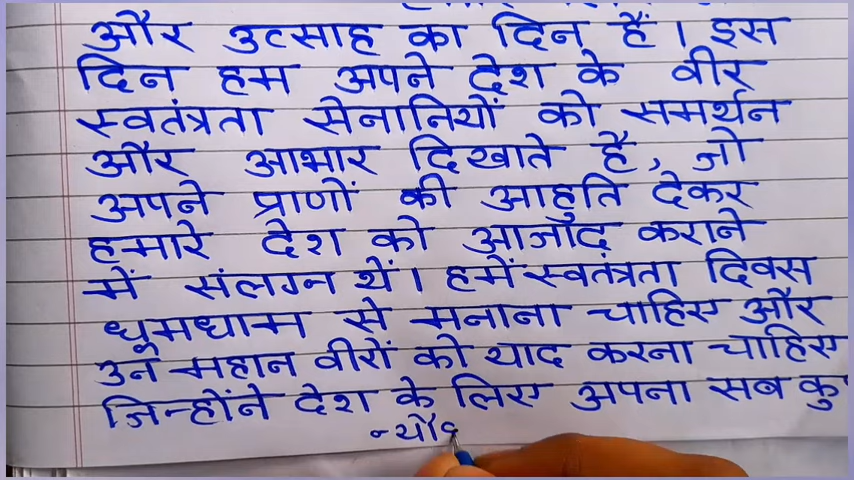 और उत्साह का दिन हैं। इस
दिन हम अपने देश के वीर
स्वतंत्रता सेनानियों को समर्थन
और आभार दिखाते है, जो
अपने प्राणों की आहुति देकर
हमारे देश को आजाद कराने
में संलग्न थें। हमें स्वतंत्रता दिवस
धूमधाम से मनाना चाहिए और
उन महान वीरों को याद करना चाहिए
जिन्होंने देश के लिए अपना सब कु